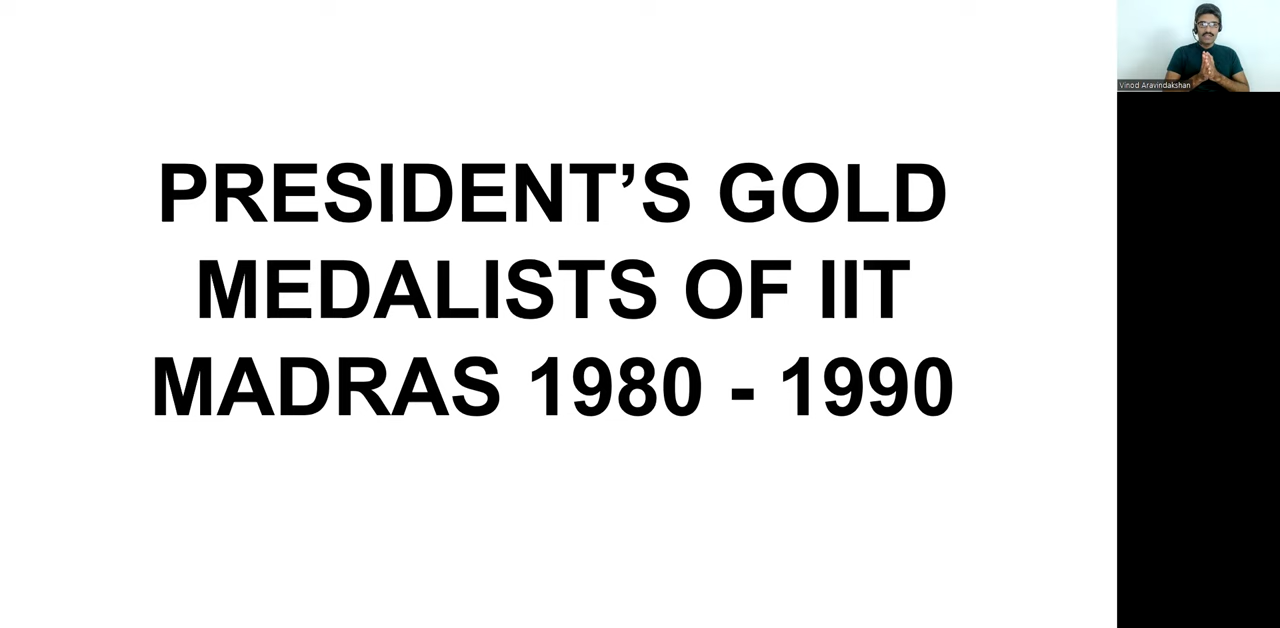 PRESIDENT’S GOLD
MEDALISTS OF IIT
MADRAS 1980 - 1990
Vinod Aravindakshan